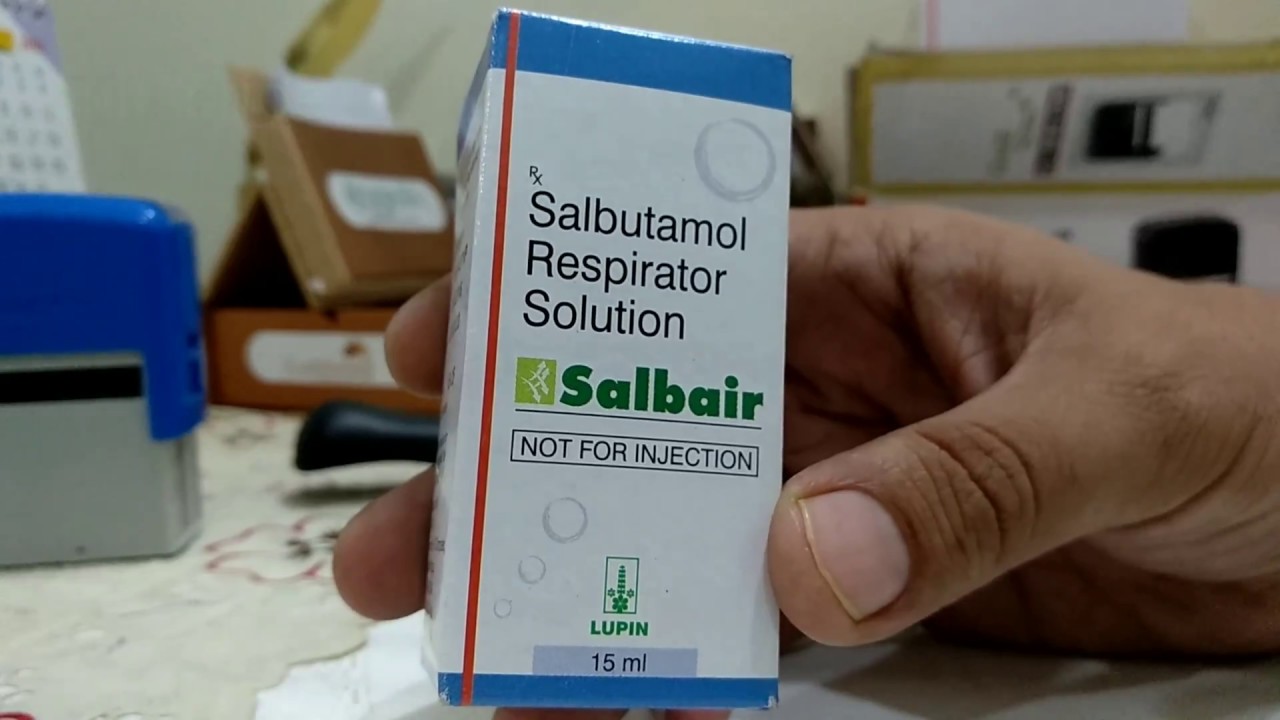 Rx
Salbutamol
Respirator
Solution
Salbair
NOT FOR INJECTION
LUPIN
15 ml